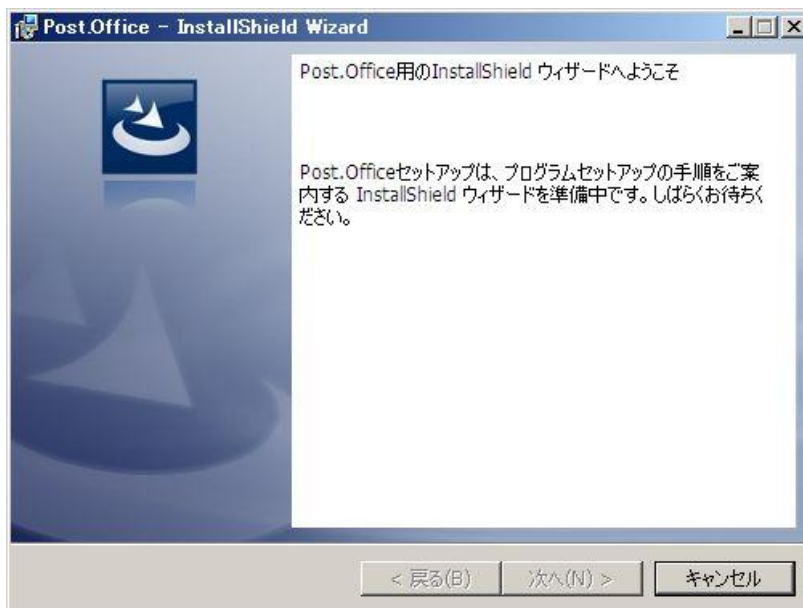 Post.Office - InstallShield Wizard
Post.Office用のInstallShield ウィザードへようこそ
Post.Officeセットアップは、プログラムセットアップの手順をご案
内する InstallShield ウィザードを準備中です。しばらくお待ちく
ださい。
< 戻る(B)
次へ(N) >
キャンセル